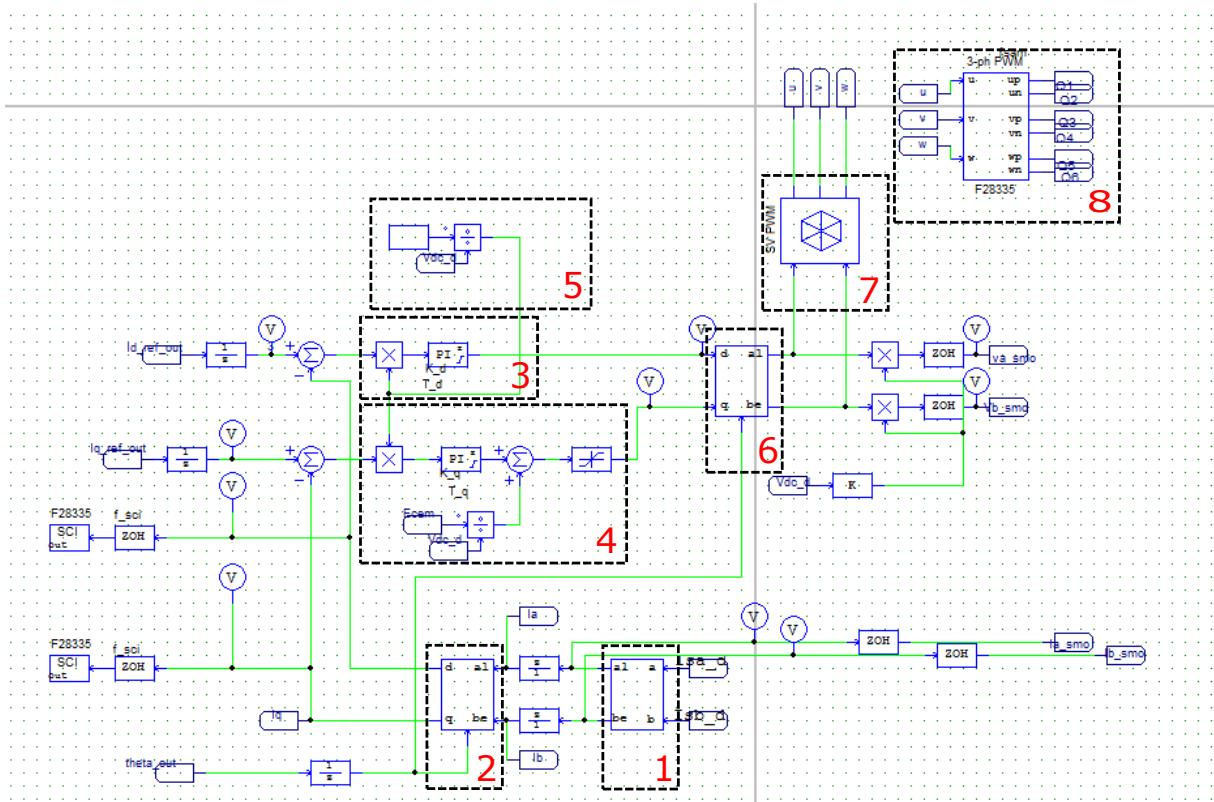 3-ph PWM
u
v
w
u
u
up
un
Q1
Q2
v
v
vp
vn
Q3
Q4
w
w
wp
wn
Q5
Q6
F28335
8
SV PWM
7
Vdc_d
5
V
V
V
Id_ref_out
1
+
−
PI
z
K_d
T_d
3
d
al
q
be
6
ZOH
va_smo
V
V
ZOH
Vb_smo
V
Iq_ref_out
1
+
−
PI
z
K_q
T_q
+
+
Vdc_d
K
V
F28335
f_sci
SCI
out
ZOH
Ecem
Vdc_d
4
V
Ia
V
V
F28335
f_sci
SCI
out
ZOH
ZOH
Ia_smo
ZOH
Ib_smo
d
al
z
1
al
a
Isa_d
Iq
q
be
z
1
be
b
Isb_d
Ib
theta_out
1
2
1